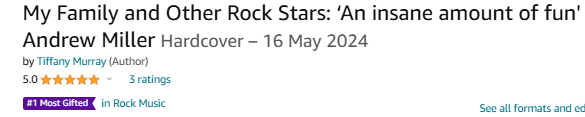 My Family and Other Rock Stars: ‘An insane amount of fun'
Andrew Miller Hardcover – 16 May 2024
by Tiffany Murray (Author)
5.0 3 ratings
#1 Most Gifted in Rock Music
See all formats and ed